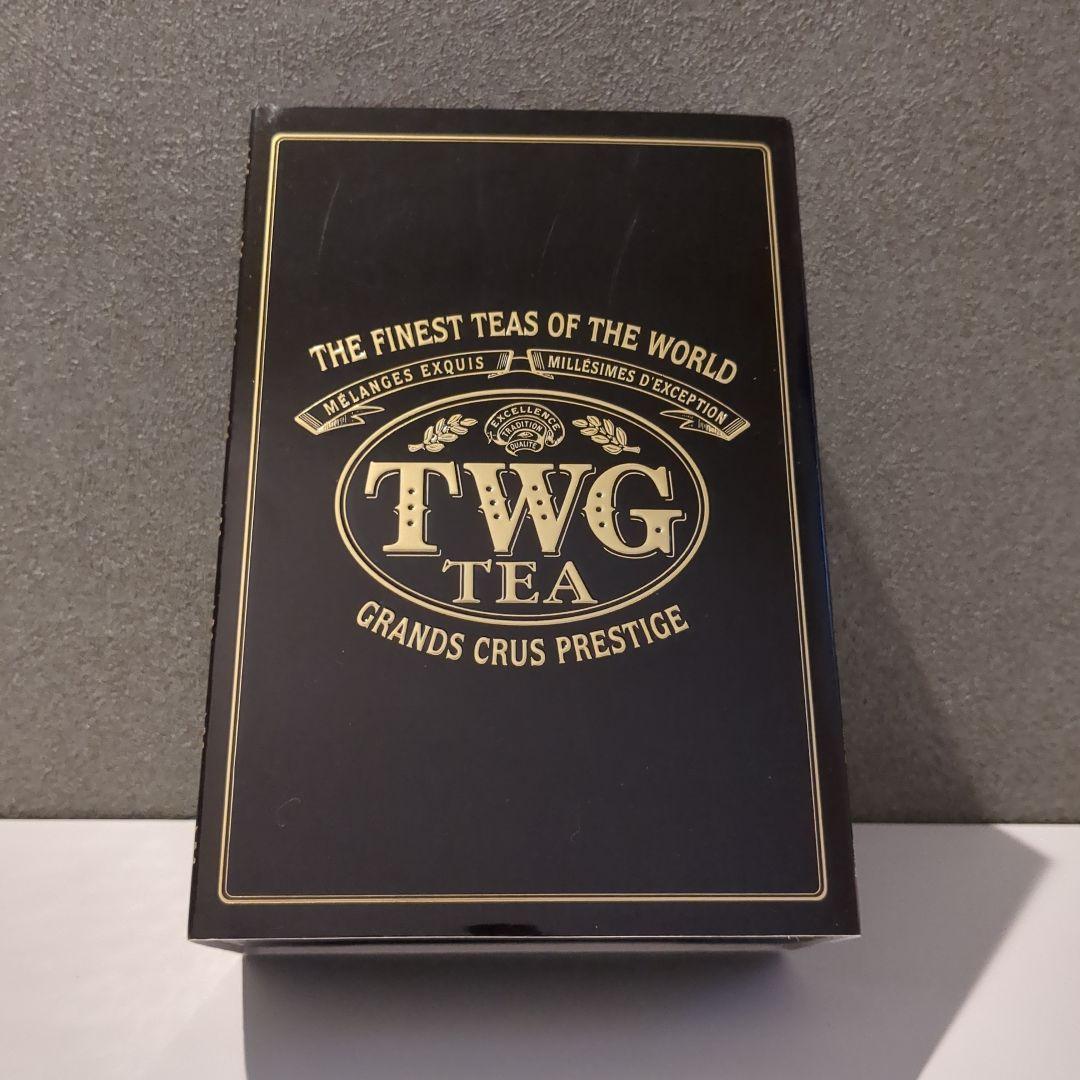 THE FINEST TEAS OF THE WORLD
MÉLANGES EXQUIS
MILLÉSIMES D'EXCEPTION
EXCELLENCE
TRADITION
QUALITÉ
TWG
TEA
GRANDS CRUS PRESTIGE